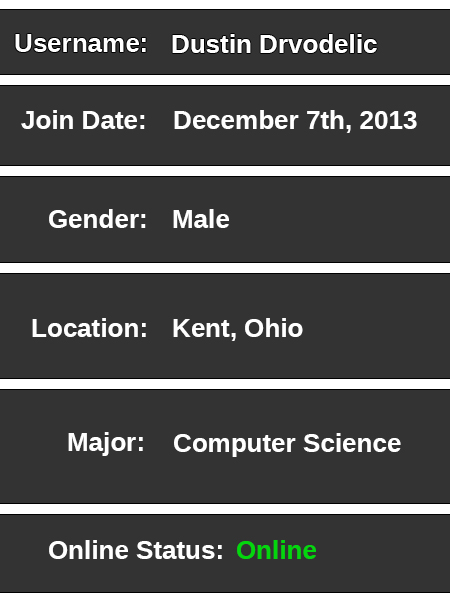 Username: Dustin Drvodelic
Join Date: December 7th, 2013
Gender: Male
Location: Kent, Ohio
Major: Computer Science
Online Status: Online